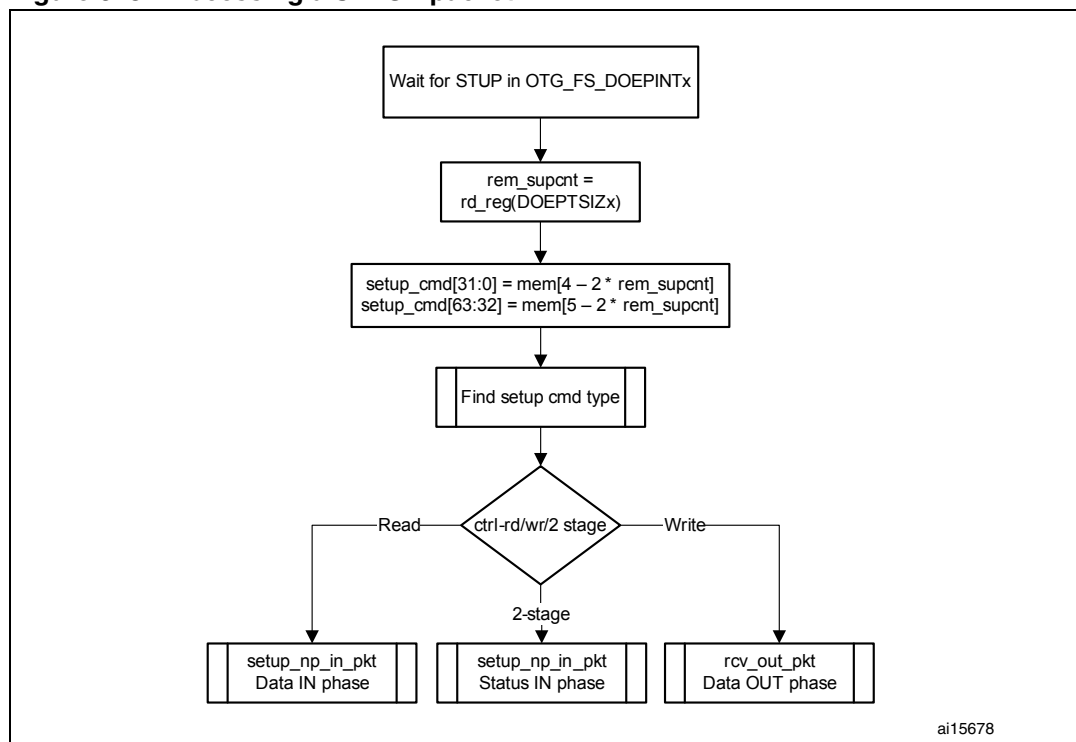 Wait for STUP in OTG_FS_DOEPINTx
rem_supcnt =
rd_reg(DOEPTSIZx)
setup_cmd[31:0] = mem[4 – 2 * rem_supcnt]
setup_cmd[63:32] = mem[5 – 2 * rem_supcnt]
Find setup cmd type
Read
ctrl-rd/wr/2 stage
Write
2-stage
setup_np_in_pkt
Data IN phase
setup_np_in_pkt
Status IN phase
rcv_out_pkt
Data OUT phase
ai15678